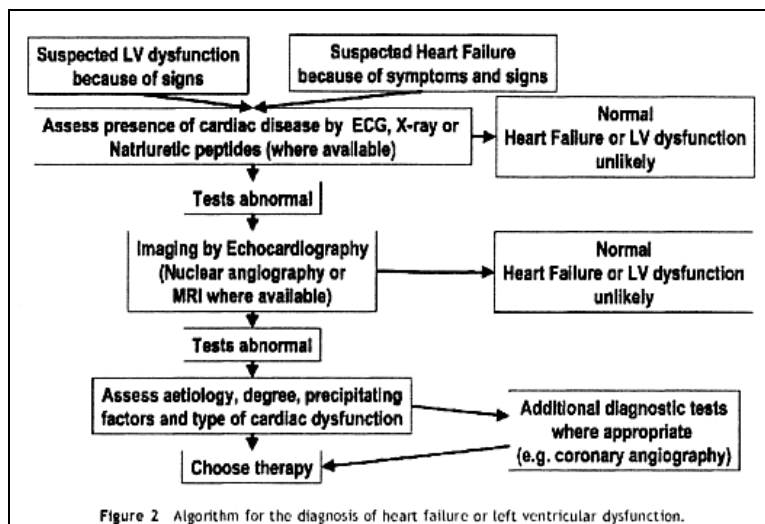 Suspected LV dysfunction
because of signs
Suspected Heart Failure
because of symptoms and signs
Assess presence of cardiac disease by ECG, X-ray or
Natriuretic peptides (where available)
Normal
Heart Failure or LV dysfunction
unlikely
Tests abnormal
Imaging by Echocardiography
(Nuclear angiography or
MRI where available)
Normal
Heart Failure or LV dysfunction
unlikely
Tests abnormal
Assess aetiology, degree, precipitating
factors and type of cardiac dysfunction
Additional diagnostic tests
where appropriate
(e.g. coronary angiography)
Choose therapy
Figure 2 Algorithm for the diagnosis of heart failure or left ventricular dysfunction.